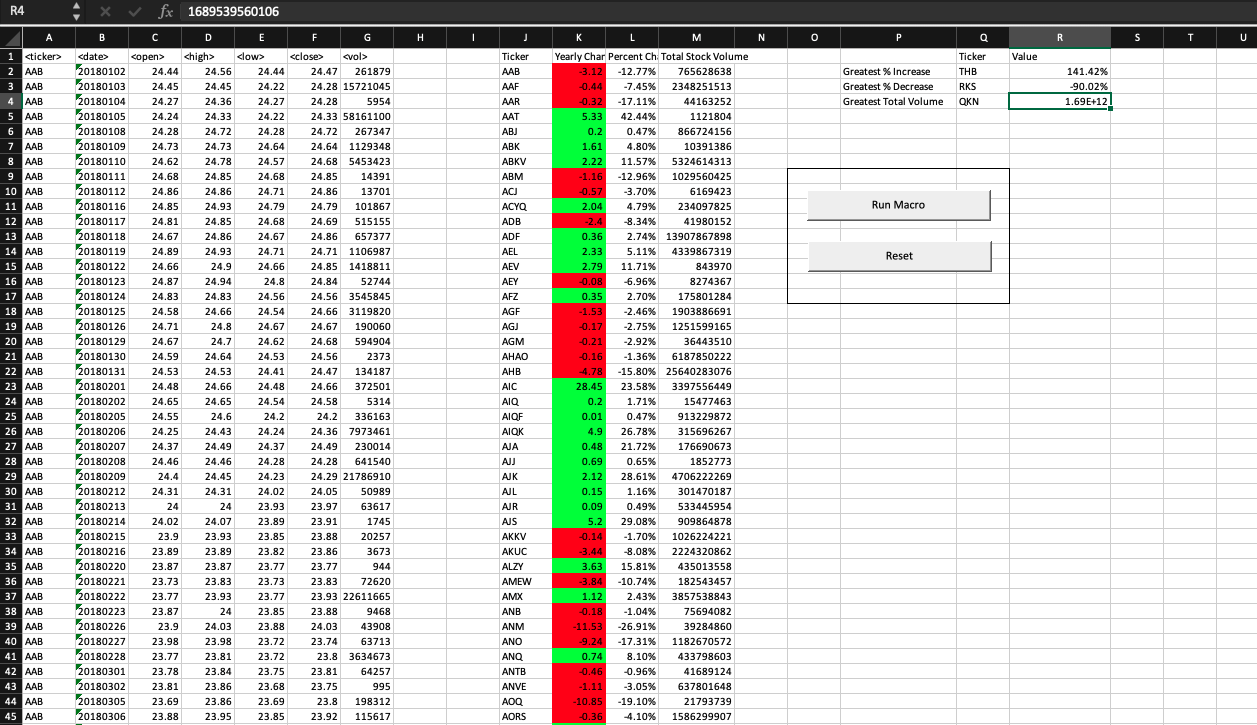 R4 fx 1689539560106
A B C D E F G H I J K L M N O P Q R S T U
1 <ticker> <date> <open> <high> <low> <close> <vol> Ticker Yearly Chan Percent Ch Total Stock Volume Ticker Value
2 AAB 20180102 24.44 24.56 24.44 24.47 261879 AAB -3.12 -12.77% 765628638 Greatest % Increase THB 141.42%
3 AAB 20180103 24.45 24.45 24.22 24.28 15721045 AAF -0.44 -7.45% 2348251513 Greatest % Decrease RKS -90.02%
4 AAB 20180104 24.27 24.36 24.27 24.28 5954 AAR -0.32 -17.11% 44163252 Greatest Total Volume QKN 1.69E+12
5 AAB 20180105 24.24 24.33 24.22 24.33 58161100 AAT 5.33 42.44% 1121804
6 AAB 20180108 24.28 24.72 24.28 24.72 267347 ABJ 0.2 0.47% 866724156
7 AAB 20180109 24.73 24.73 24.64 24.64 1129348 ABK 1.61 4.80% 10391386
8 AAB 20180110 24.62 24.78 24.57 24.68 5453423 ABKV 2.22 11.57% 5324614313
9 AAB 20180111 24.68 24.85 24.68 24.85 14391 ABM -1.16 -12.96% 1029560425
10 AAB 20180112 24.86 24.86 24.71 24.86 13701 ACJ -0.57 -3.70% 6169423
11 AAB 20180116 24.85 24.93 24.79 24.79 101867 ACYQ 2.04 4.79% 234097825 Run Macro
12 AAB 20180117 24.81 24.85 24.68 24.69 515155 ADB -2.4 -8.34% 41980152
13 AAB 20180118 24.67 24.86 24.67 24.86 657377 ADF 0.36 2.74% 13907867898
14 AAB 20180119 24.89 24.93 24.71 24.71 1106987 AEL 2.33 5.11% 4339867319 Reset
15 AAB 20180122 24.66 24.9 24.66 24.85 1418811 AEV 2.79 11.71% 843970
16 AAB 20180123 24.87 24.94 24.8 24.84 52744 AEY -0.08 -6.96% 8274367
17 AAB 20180124 24.83 24.83 24.56 24.56 3545845 AFZ 0.35 2.70% 175801284
18 AAB 20180125 24.58 24.66 24.54 24.66 3119820 AGF -1.53 -2.46% 1903886691
19 AAB 20180126 24.71 24.8 24.67 24.67 190060 AGJ -0.17 -2.75% 1251599165
20 AAB 20180129 24.67 24.7 24.62 24.68 594904 AGM -0.21 -2.92% 36443510
21 AAB 20180130 24.59 24.64 24.53 24.56 2373 AHAO -0.16 -1.36% 6187850222
22 AAB 20180131 24.53 24.53 24.41 24.47 134187 AHB -4.78 -15.80% 25640283076
23 AAB 20180201 24.48 24.66 24.48 24.66 372501 AIC 28.45 23.58% 3397556449
24 AAB 20180202 24.65 24.65 24.54 24.58 5314 AIQ 0.2 1.71% 15477463
25 AAB 20180205 24.55 24.6 24.2 24.2 336163 AIQF 0.01 0.47% 913229872
26 AAB 20180206 24.25 24.43 24.24 24.36 7973461 AIQK 4.9 26.78% 315696267
27 AAB 20180207 24.37 24.49 24.37 24.49 230014 AJA 0.48 21.72% 176690673
28 AAB 20180208 24.46 24.46 24.28 24.28 641540 AJJ 0.69 0.65% 1852773
29 AAB 20180209 24.4 24.45 24.23 24.29 21786910 AJK 2.12 28.61% 4706222269
30 AAB 20180212 24.31 24.31 24.02 24.05 50989 AJL 0.15 1.16% 301470187
31 AAB 20180213 24 24 23.93 23.97 63617 AJR 0.09 0.49% 533445954
32 AAB 20180214 24.02 24.07 23.89 23.91 1745 AJS 5.2 29.08% 909864878
33 AAB 20180215 23.9 23.93 23.85 23.88 20257 AKKV -0.14 -1.70% 1026224221
34 AAB 20180216 23.89 23.89 23.82 23.86 3673 AKUC -3.44 -8.08% 2224320862
35 AAB 20180220 23.87 23.87 23.77 23.77 944 ALZY 3.63 15.81% 435013558
36 AAB 20180221 23.73 23.83 23.73 23.83 72620 AMEW -3.84 -10.74% 182543457
37 AAB 20180222 23.77 23.93 23.77 23.93 22611665 AMX 1.12 2.43% 3857538843
38 AAB 20180223 23.87 24 23.85 23.88 9468 ANB -0.18 -1.04% 75694082
39 AAB 20180226 23.9 24.03 23.88 24.03 43908 ANM -11.53 -26.91% 39284860
40 AAB 20180227 23.98 23.98 23.72 23.74 63713 ANO -9.24 -17.31% 1182670572
41 AAB 20180228 23.77 23.81 23.72 23.8 3634673 ANQ 0.74 8.10% 433798603
42 AAB 20180301 23.78 23.84 23.75 23.81 64257 ANTB -0.46 -0.96% 41689124
43 AAB 20180302 23.81 23.86 23.68 23.75 995 ANVE -1.11 -3.05% 637801648
44 AAB 20180305 23.69 23.86 23.69 23.8 198312 AOQ -10.85 -19.10% 21793739
45 AAB 20180306 23.88 23.95 23.85 23.92 115617 AORS -0.36 -4.10% 1586299907